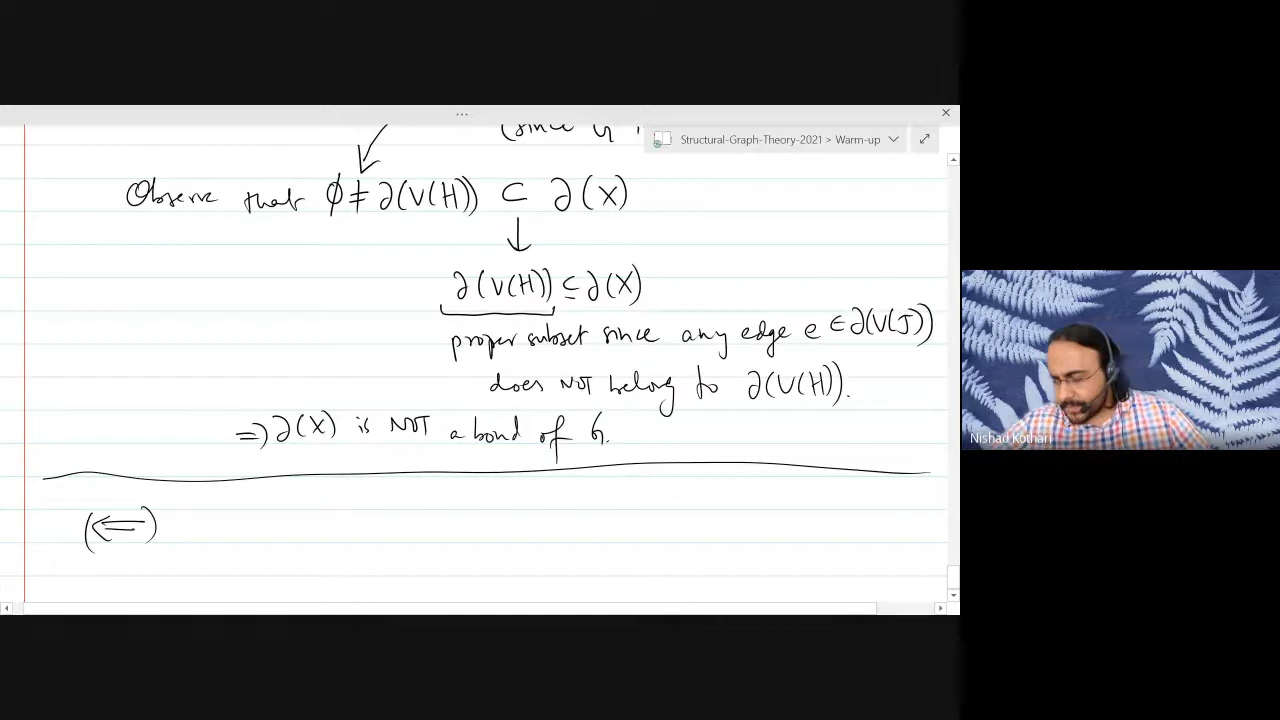 (since G
Structural-Graph-Theory-2021 > Warm-up
Observe that ∅ ≠ ∂(V(H)) ⊂ ∂(X)
∂(V(H)) ⊆ ∂(X)
proper subset since any edge e ∈ ∂(V(J))
does NOT belong to ∂(V(H)).
⇒ ∂(X) is NOT a bond of G.
(⇐)
Nishad Kothari